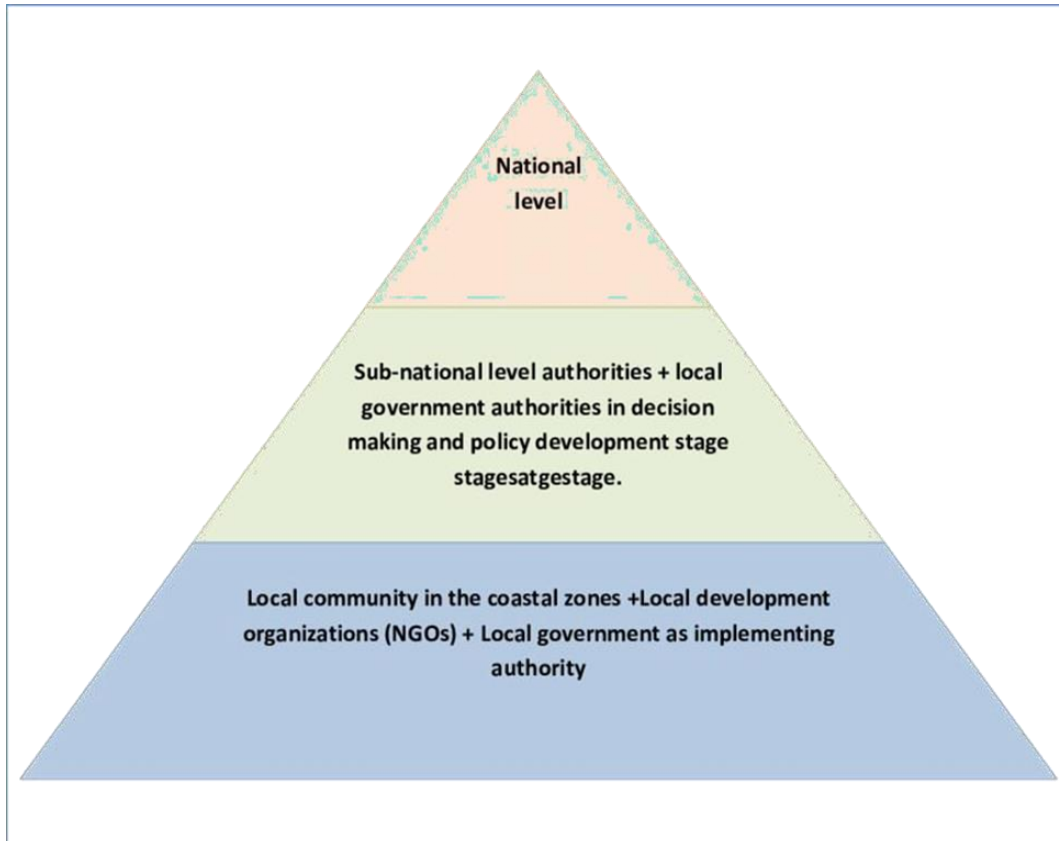 National
level
Sub-national level authorities + local
government authorities in decision
making and policy development stage
stagesatgestage.
Local community in the coastal zones +Local development
organizations (NGOs) + Local government as implementing
authority